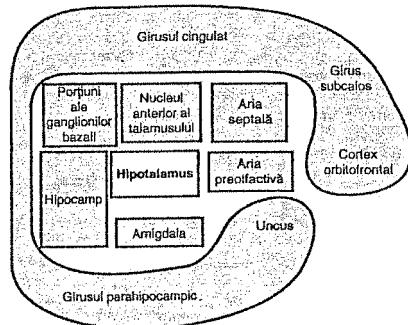 Girusul cingulat
Girus
subcalos
Porțiuni
ale
ganglionilor
bazali
Nucleul
anterior al
talamusului
Aria
septală
Cortex
orbitofrontal
Hipocamp
Hipotalamus
Aria
preolfactivă
Amigdala
Uncus
Girusul parahipocampic